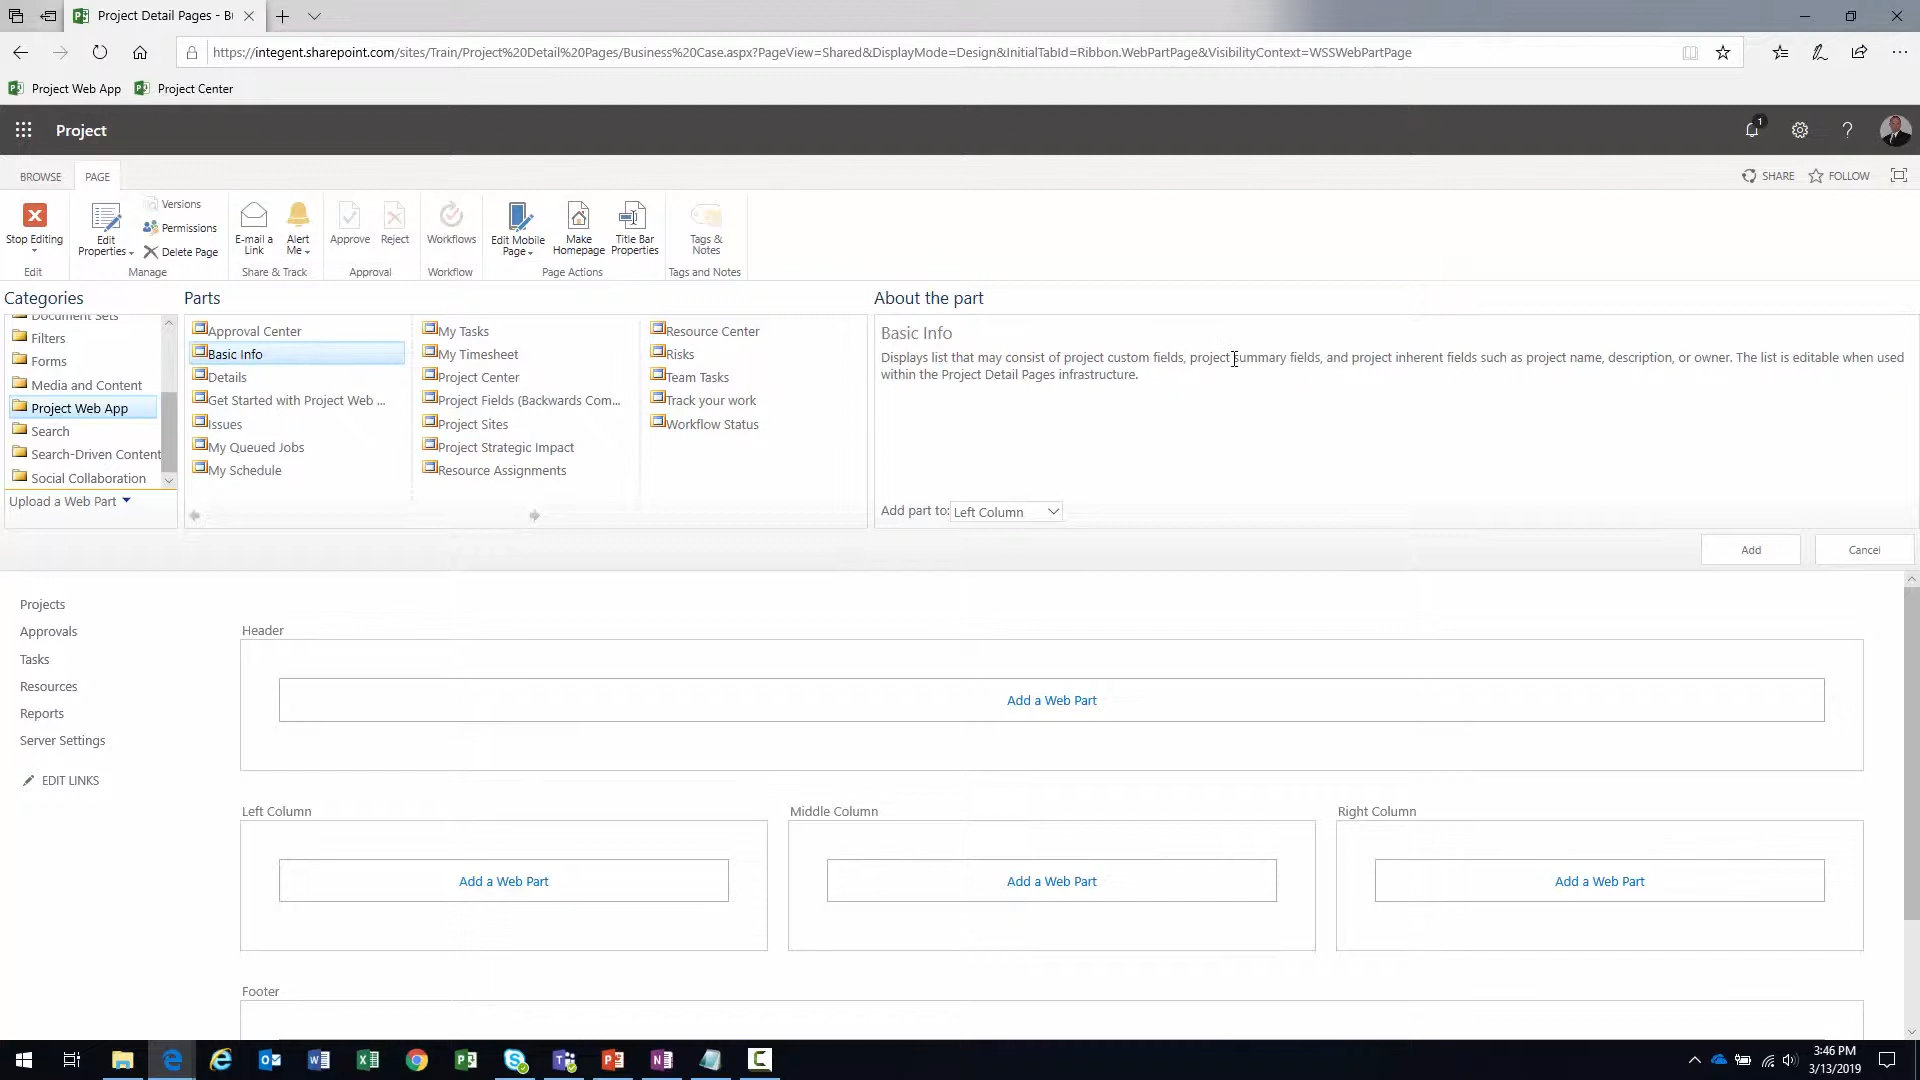 Project Detail Pages - B
https://integent.sharepoint.com/sites/Train/Project%20Detail%20Pages/Business%20Case.aspx?PageView=Shared&DisplayMode=Design&InitialTabId=Ribbon.WebPartPage&VisibilityContext=WSSWebPartPage
Project Web App Project Center
Project
1
BROWSE PAGE SHARE FOLLOW
Versions
Permissions
Delete Page
Stop Editing
Edit Properties
E-mail a Link
Alert Me
Approve
Reject
Workflows
Edit Mobile Page
Make Homepage
Title Bar Properties
Tags & Notes
Edit Manage Share & Track Approval Workflow Page Actions Tags and Notes
Categories
Document Sets
Filters
Forms
Media and Content
Project Web App
Search
Search-Driven Content
Social Collaboration
Upload a Web Part
Parts
Approval Center
Basic Info
Details
Get Started with Project Web ...
Issues
My Queued Jobs
My Schedule
My Tasks
My Timesheet
Project Center
Project Fields (Backwards Com...
Project Sites
Project Strategic Impact
Resource Assignments
Resource Center
Risks
Team Tasks
Track your work
Workflow Status
About the part
Basic Info
Displays list that may consist of project custom fields, project summary fields, and project inherent fields such as project name, description, or owner. The list is editable when used
within the Project Detail Pages infrastructure.
Add part to: Left Column
Add Cancel
Projects
Approvals
Tasks
Resources
Reports
Server Settings
EDIT LINKS
Header
Add a Web Part
Left Column Middle Column Right Column
Add a Web Part Add a Web Part Add a Web Part
Footer
3:46 PM
3/13/2019